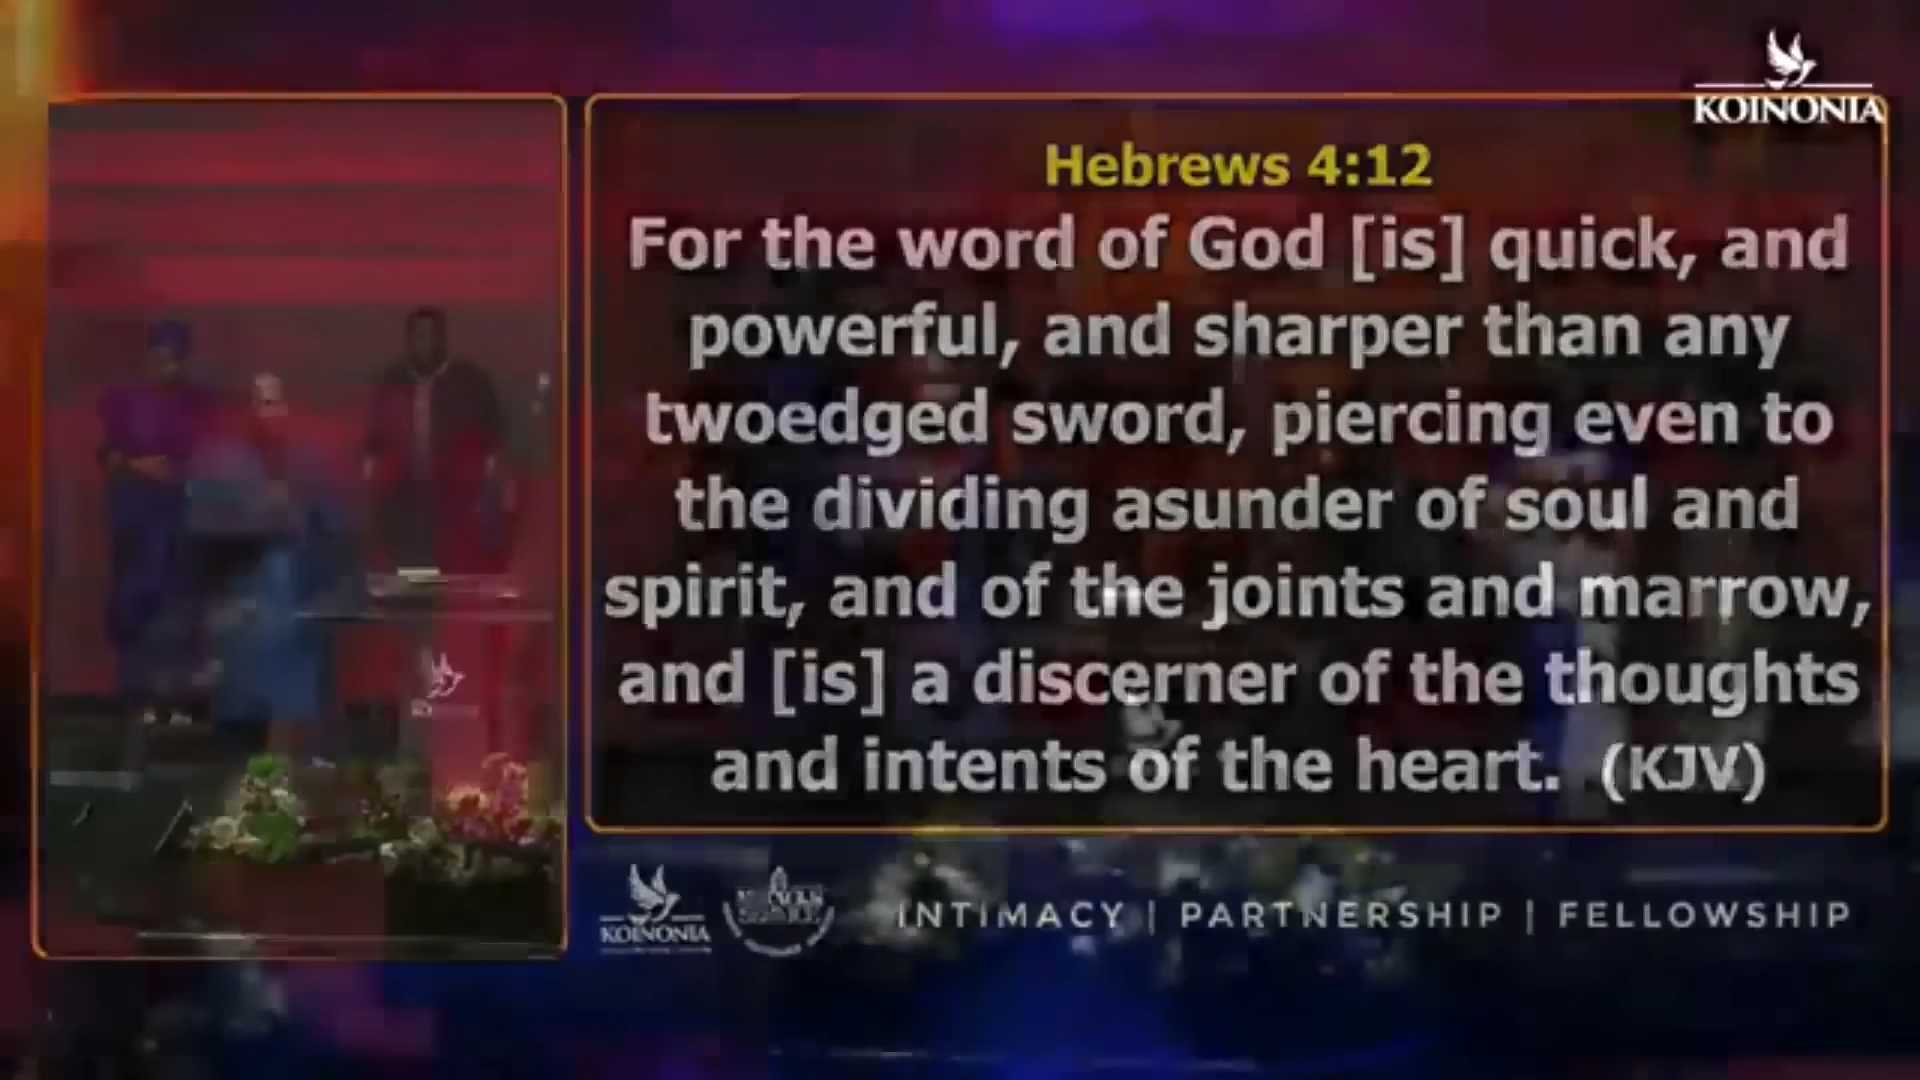 KOINONIA
Hebrews 4:12
For the word of God [is] quick, and
powerful, and sharper than any
twoedged sword, piercing even to
the dividing asunder of soul and
spirit, and of the joints and marrow,
and [is] a discerner of the thoughts
and intents of the heart. (KJV)
KOINONIA
INTIMACY | PARTNERSHIP | FELLOWSHIP